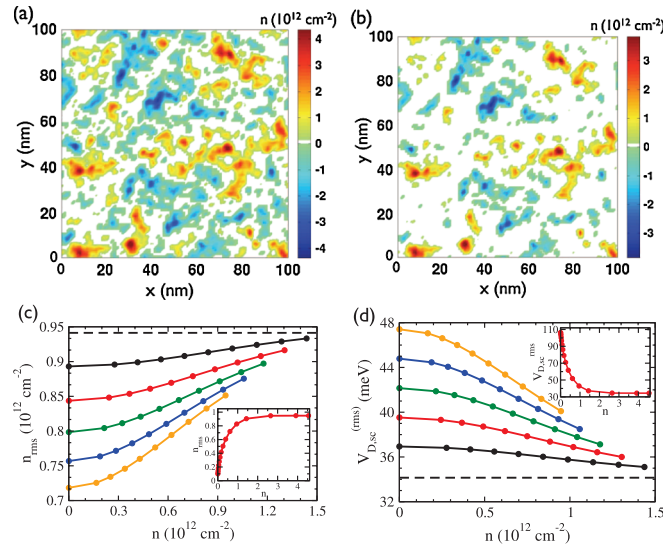 (a)
n (10¹² cm⁻²)
100
80
60
40
20
0
y (nm)
0 20 40 60 80 100
x (nm)
4
3
2
1
0
-1
-2
-3
-4
(b)
n (10¹² cm⁻²)
100
80
60
40
20
0
y (nm)
0 20 40 60 80 100
x (nm)
3
2
1
0
-1
-2
-3
(c)
0.95
0.9
0.85
0.8
0.75
0.7
n_rms (10¹² cm⁻²)
0 0.3 0.6 0.9 1.2 1.5
n (10¹² cm⁻²)
1
0.8
0.6
0.4
0.2
0
n_rms
0 1 2 3 4
n
(d)
48
44
40
36
32
V_D,sc^(rms) (meV)
0 0.5 1 1.5
n (10¹² cm⁻²)
110
90
70
50
30
V_D,sc^rms
0 1 2 3 4
n